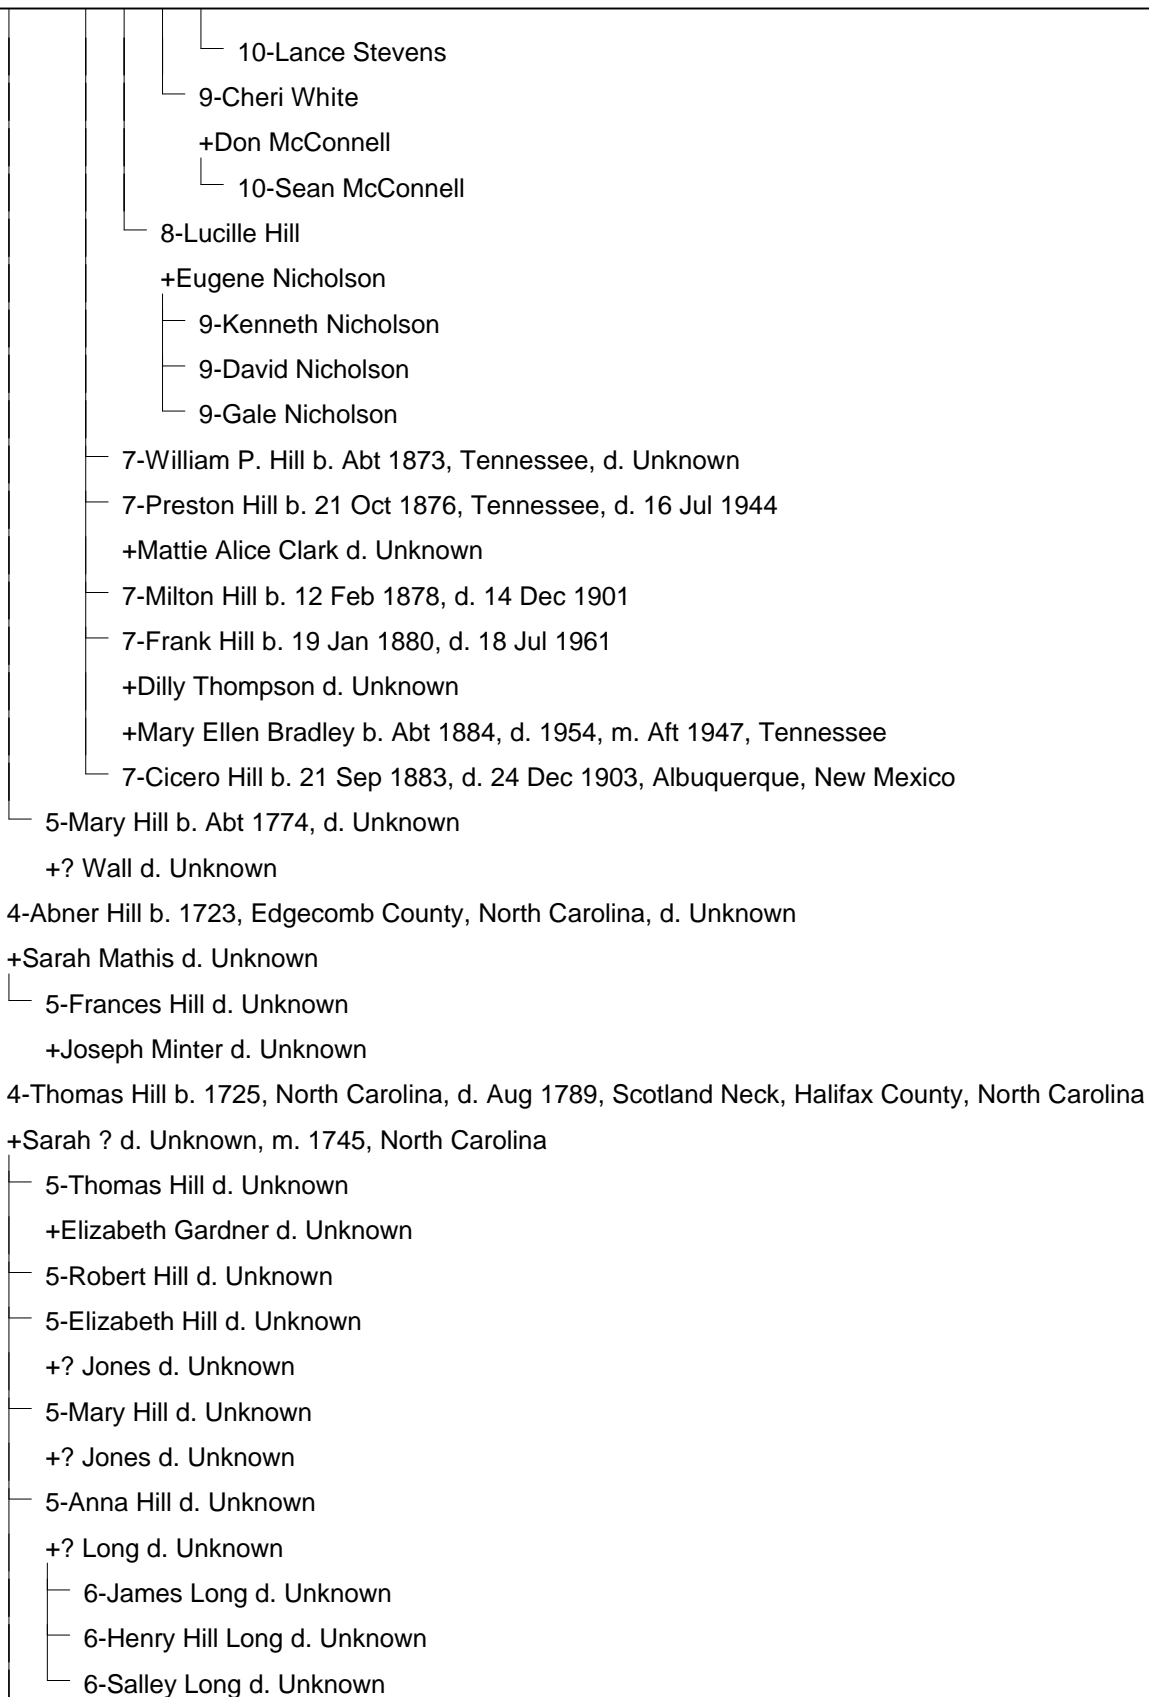 10-Lance Stevens
9-Cheri White
+Don McConnell
10-Sean McConnell
8-Lucille Hill
+Eugene Nicholson
9-Kenneth Nicholson
9-David Nicholson
9-Gale Nicholson
7-William P. Hill b. Abt 1873, Tennessee, d. Unknown
7-Preston Hill b. 21 Oct 1876, Tennessee, d. 16 Jul 1944
+Mattie Alice Clark d. Unknown
7-Milton Hill b. 12 Feb 1878, d. 14 Dec 1901
7-Frank Hill b. 19 Jan 1880, d. 18 Jul 1961
+Dilly Thompson d. Unknown
+Mary Ellen Bradley b. Abt 1884, d. 1954, m. Aft 1947, Tennessee
7-Cicero Hill b. 21 Sep 1883, d. 24 Dec 1903, Albuquerque, New Mexico
5-Mary Hill b. Abt 1774, d. Unknown
+? Wall d. Unknown
4-Abner Hill b. 1723, Edgecomb County, North Carolina, d. Unknown
+Sarah Mathis d. Unknown
5-Frances Hill d. Unknown
+Joseph Minter d. Unknown
4-Thomas Hill b. 1725, North Carolina, d. Aug 1789, Scotland Neck, Halifax County, North Carolina
+Sarah ? d. Unknown, m. 1745, North Carolina
5-Thomas Hill d. Unknown
+Elizabeth Gardner d. Unknown
5-Robert Hill d. Unknown
5-Elizabeth Hill d. Unknown
+? Jones d. Unknown
5-Mary Hill d. Unknown
+? Jones d. Unknown
5-Anna Hill d. Unknown
+? Long d. Unknown
6-James Long d. Unknown
6-Henry Hill Long d. Unknown
6-Salley Long d. Unknown